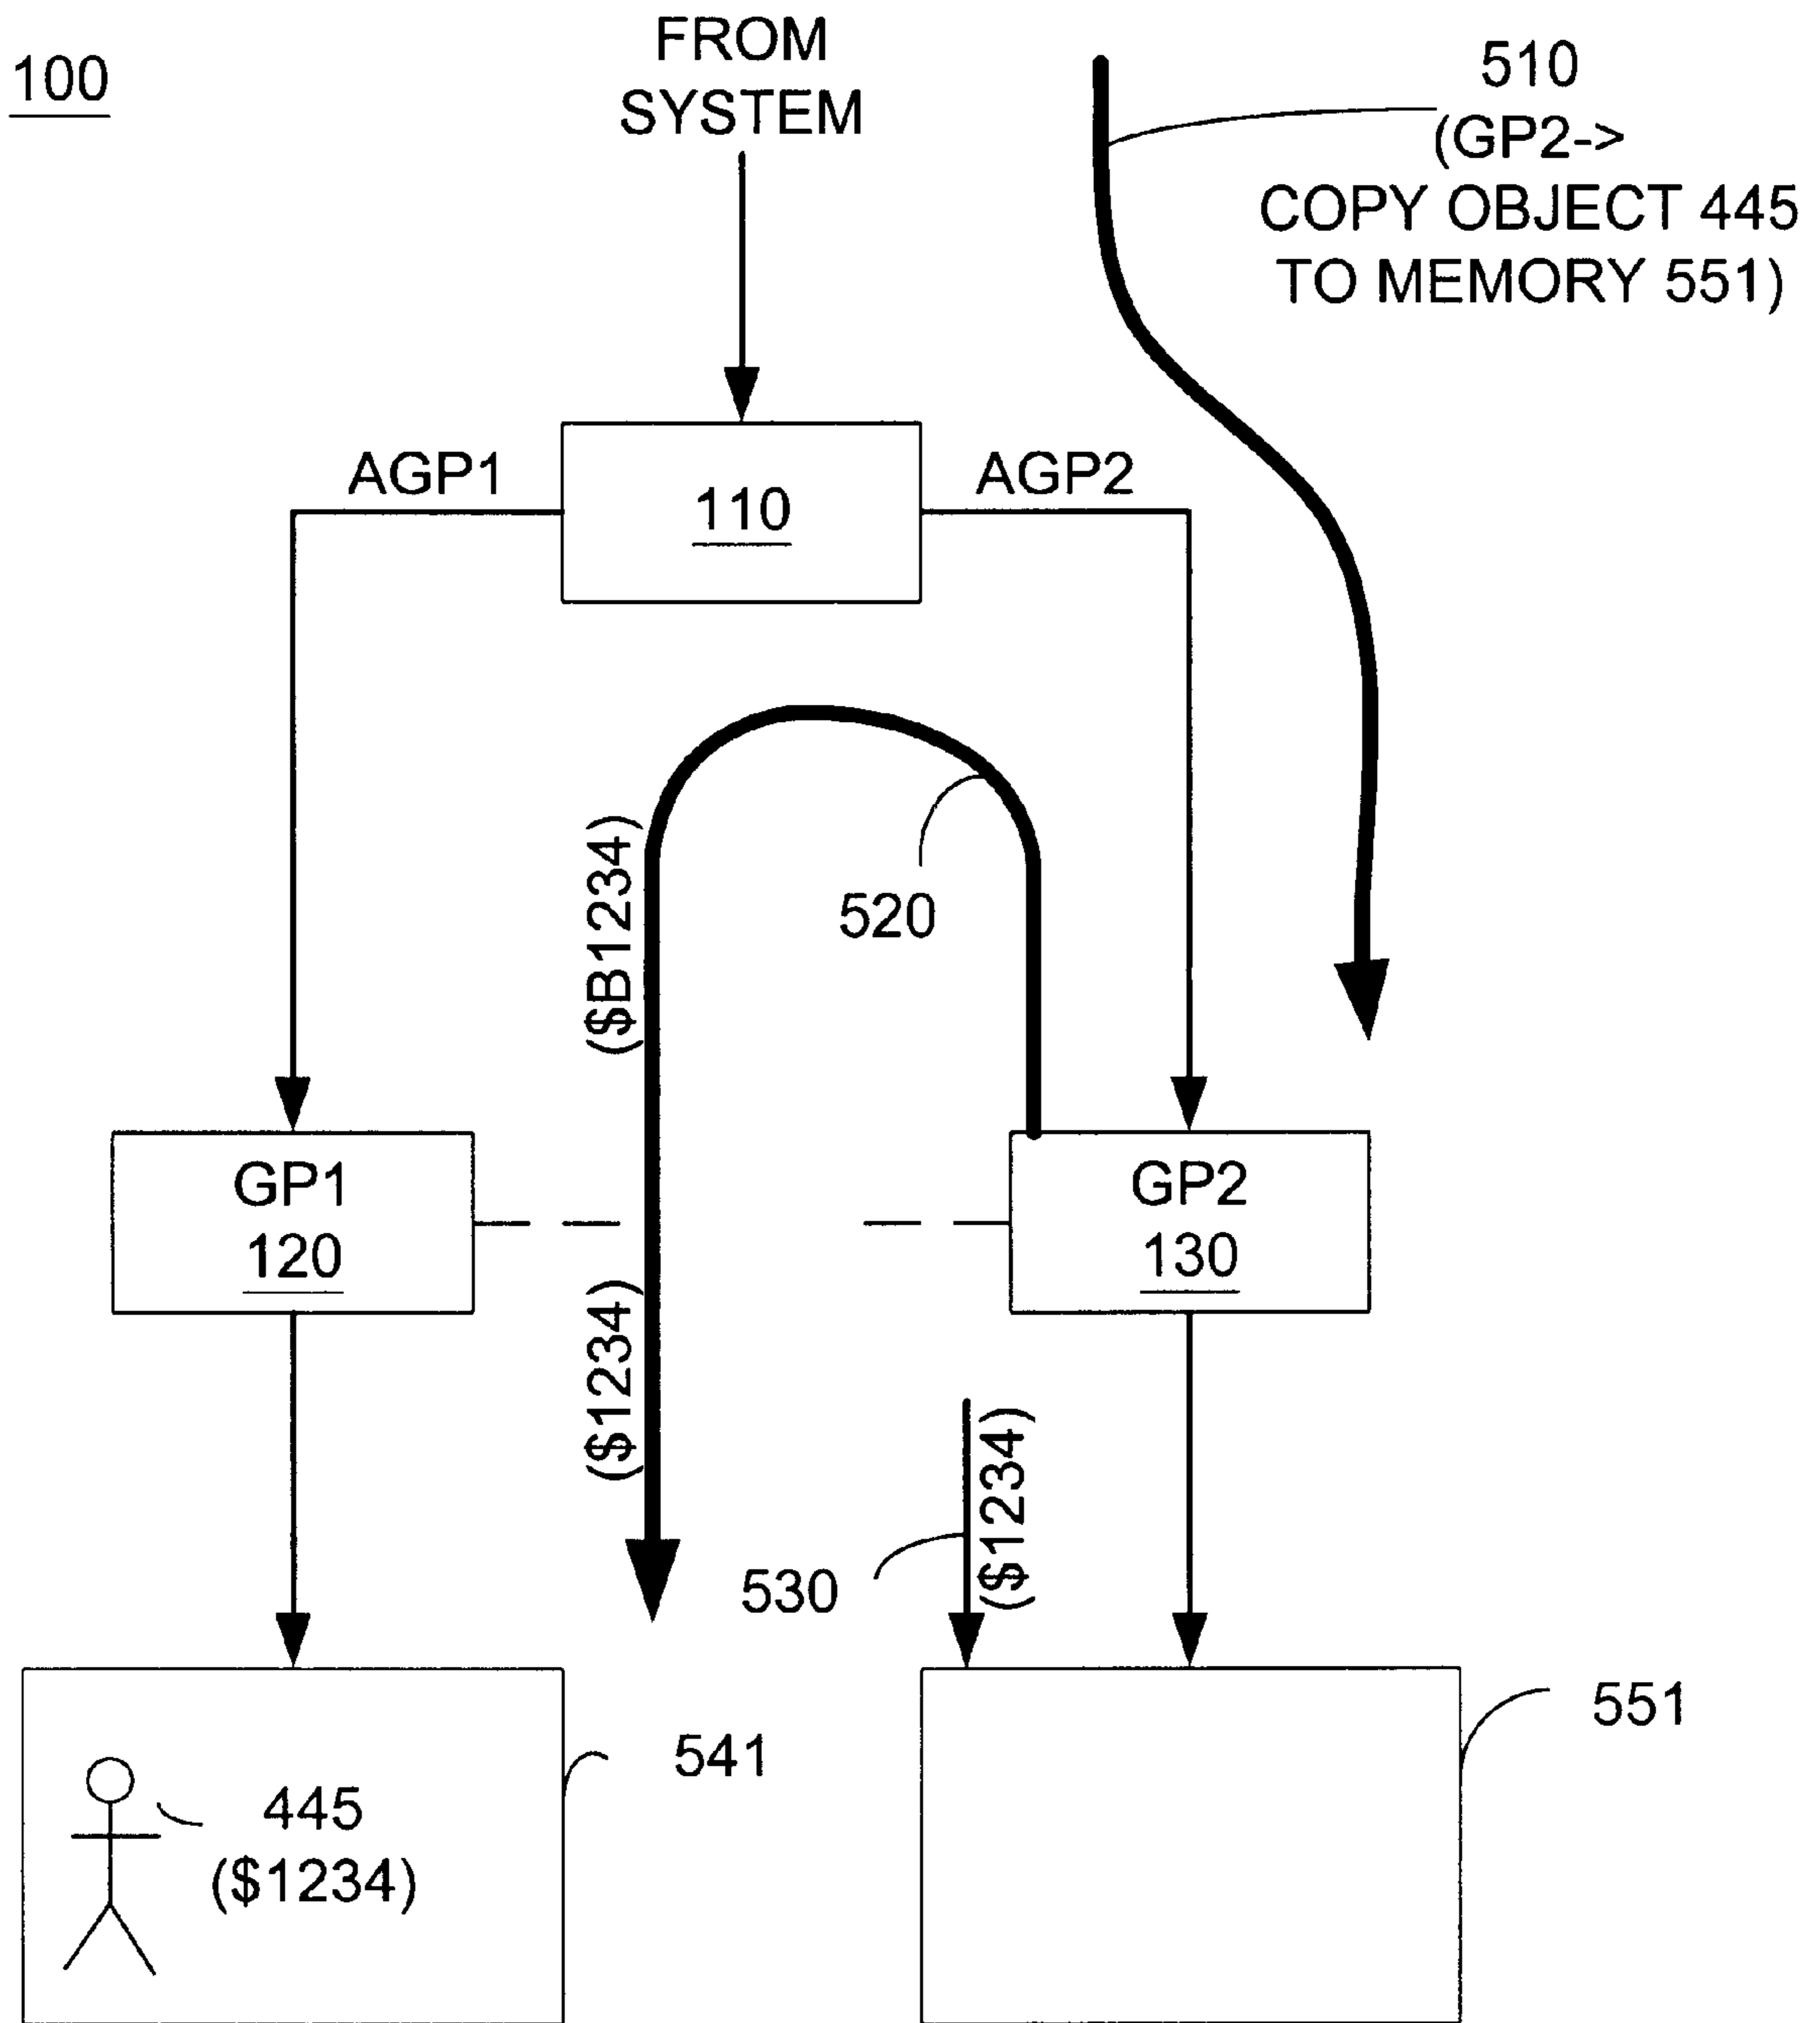 100
FROM
SYSTEM
510
(GP2->
COPY OBJECT 445
TO MEMORY 551)
AGP1
110
AGP2
($B1234)
520
GP1
120
GP2
130
($1234)
($1234)
530
541
551
445
($1234)